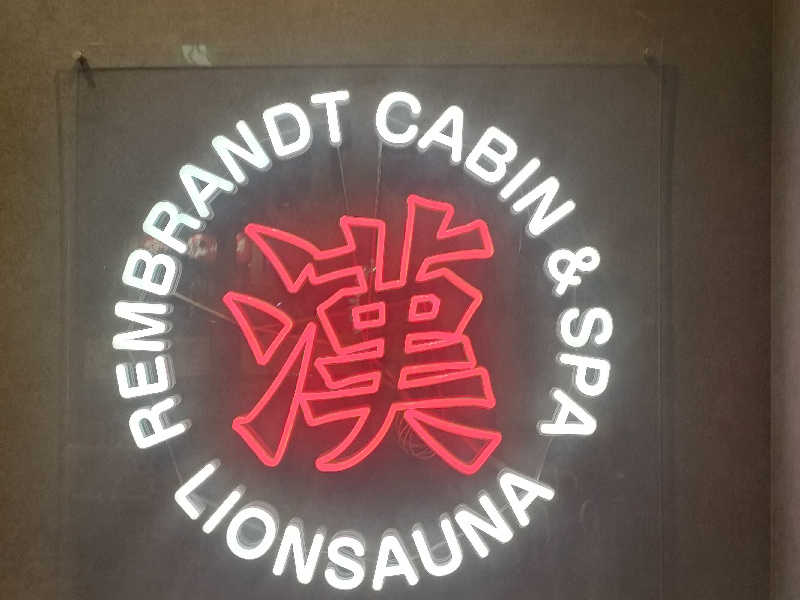 REMBRANDT CABIN & SPA
漢
LIONSAUNA